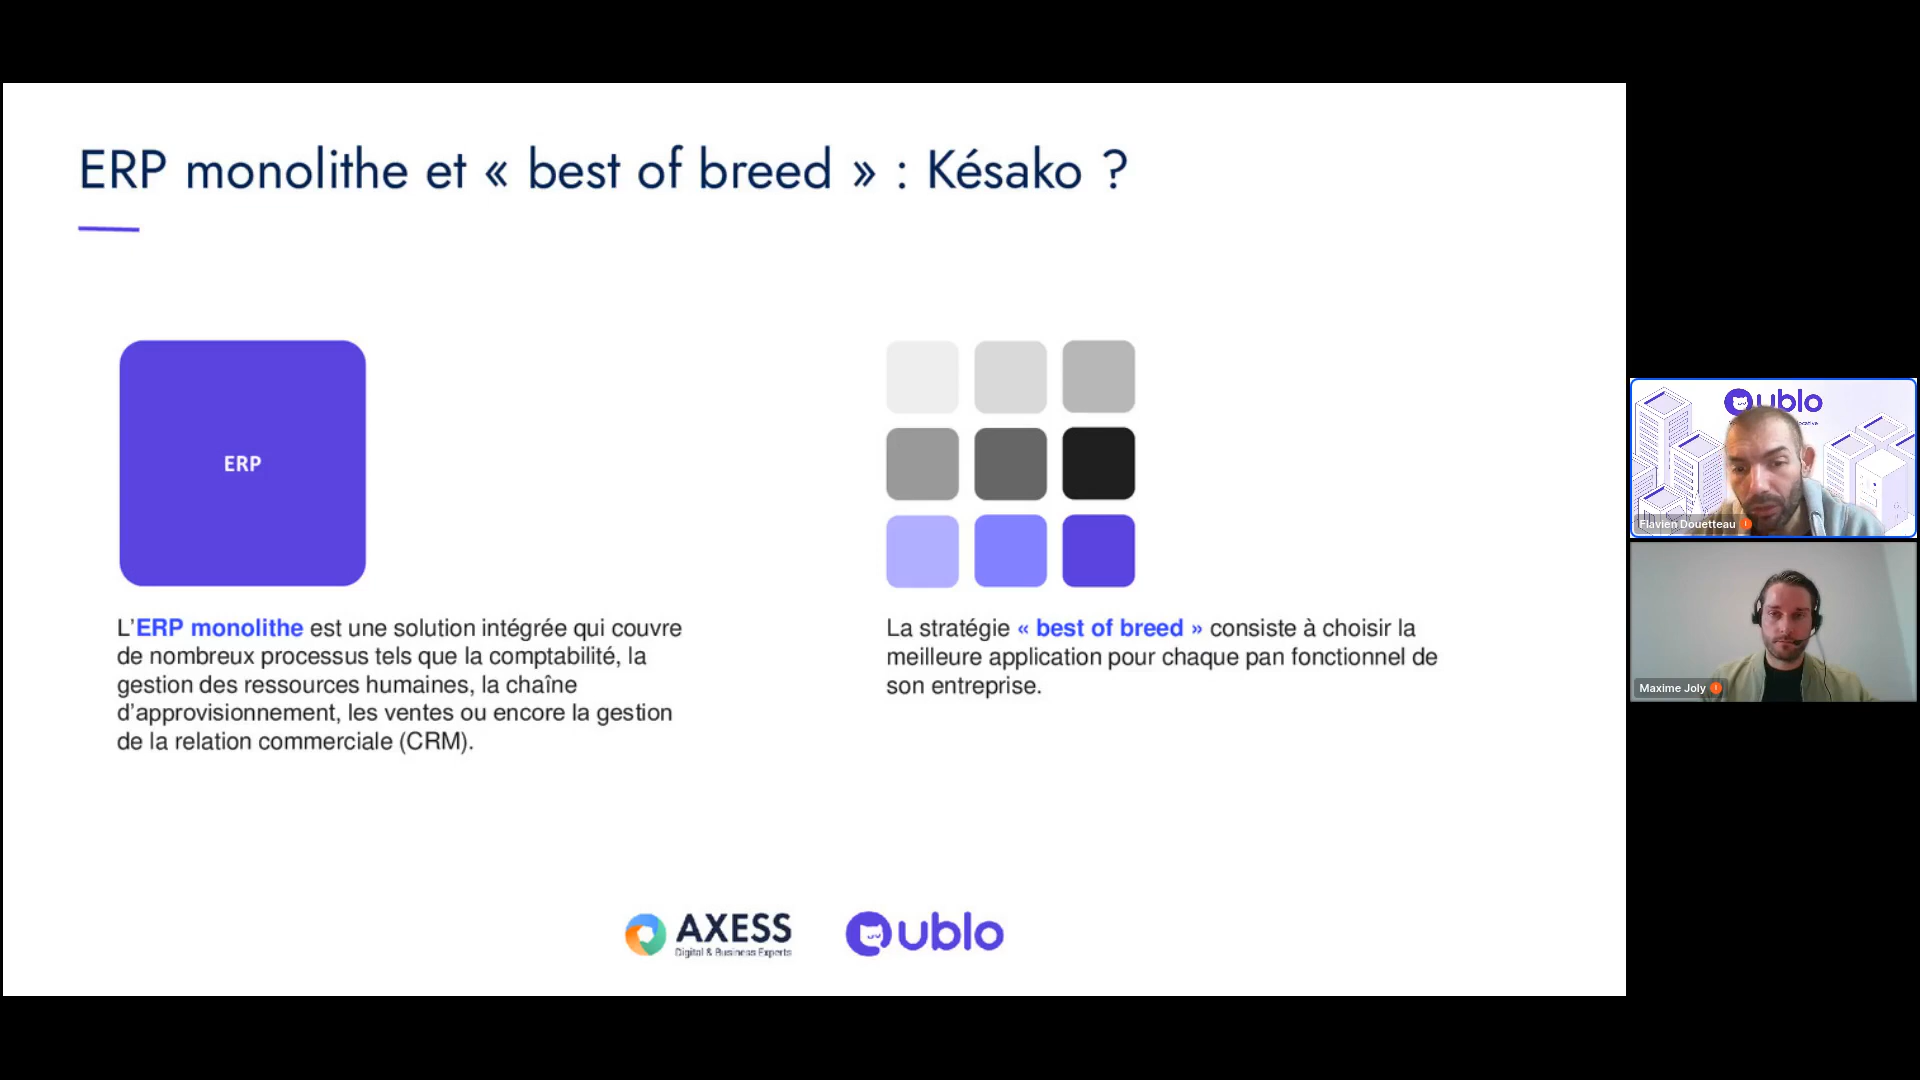 ERP monolithe et « best of breed » : Késako ?
ERP
L’ERP monolithe est une solution intégrée qui couvre
de nombreux processus tels que la comptabilité, la
gestion des ressources humaines, la chaîne
d’approvisionnement, les ventes ou encore la gestion
de la relation commerciale (CRM).
La stratégie « best of breed » consiste à choisir la
meilleure application pour chaque pan fonctionnel de
son entreprise.
AXESS
Digital & Business Experts
ublo
ublo
Flavien Douetteau
Maxime Joly